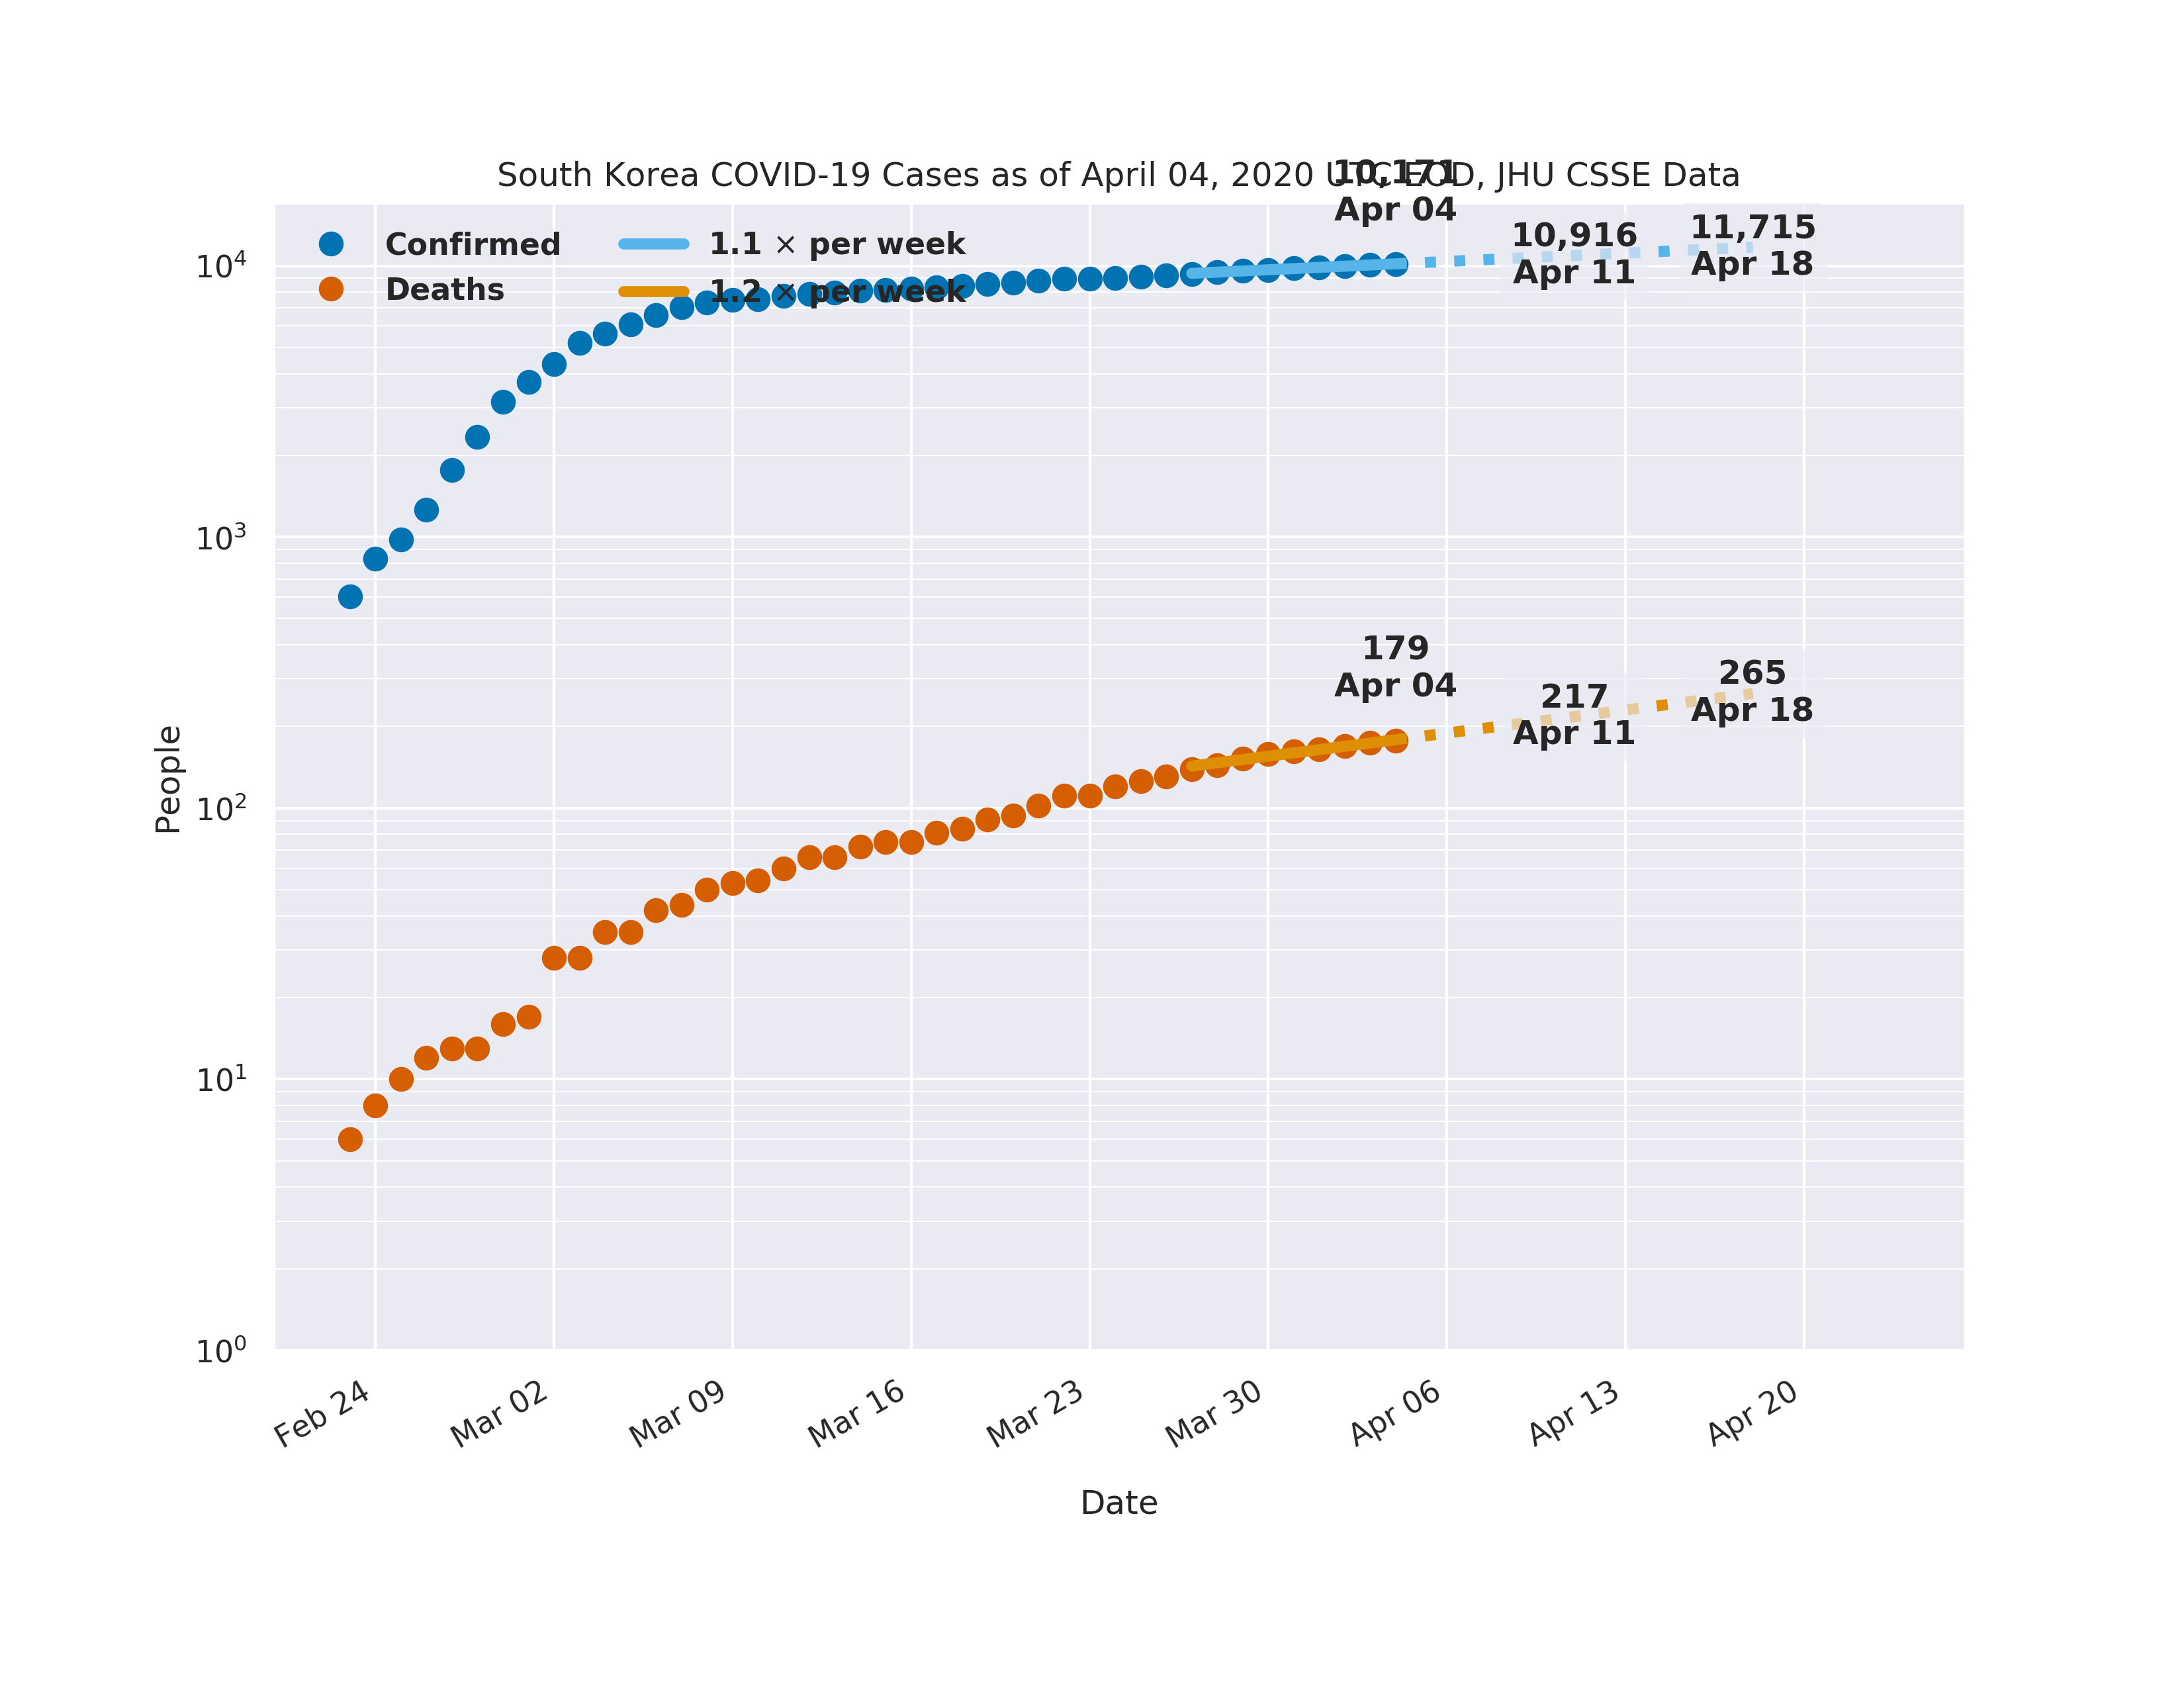 South Korea COVID-19 Cases as of April 04, 2020 UTC EOD, JHU CSSE Data
10,171
Apr 04
10,916
Apr 11
11,715
Apr 18
Confirmed
Deaths
1.1 × per week
1.2 × per week
179
Apr 04
217
Apr 11
265
Apr 18
People
10⁴
10³
10²
10¹
10⁰
Feb 24
Mar 02
Mar 09
Mar 16
Mar 23
Mar 30
Apr 06
Apr 13
Apr 20
Date